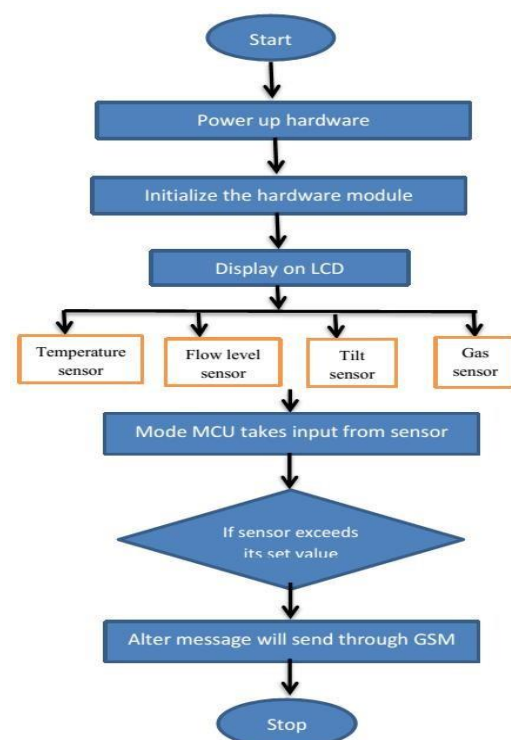 Start
Power up hardware
Initialize the hardware module
Display on LCD
Temperature
sensor
Flow level
sensor
Tilt
sensor
Gas
sensor
Mode MCU takes input from sensor
If sensor exceeds
its set value
Alter message will send through GSM
Stop